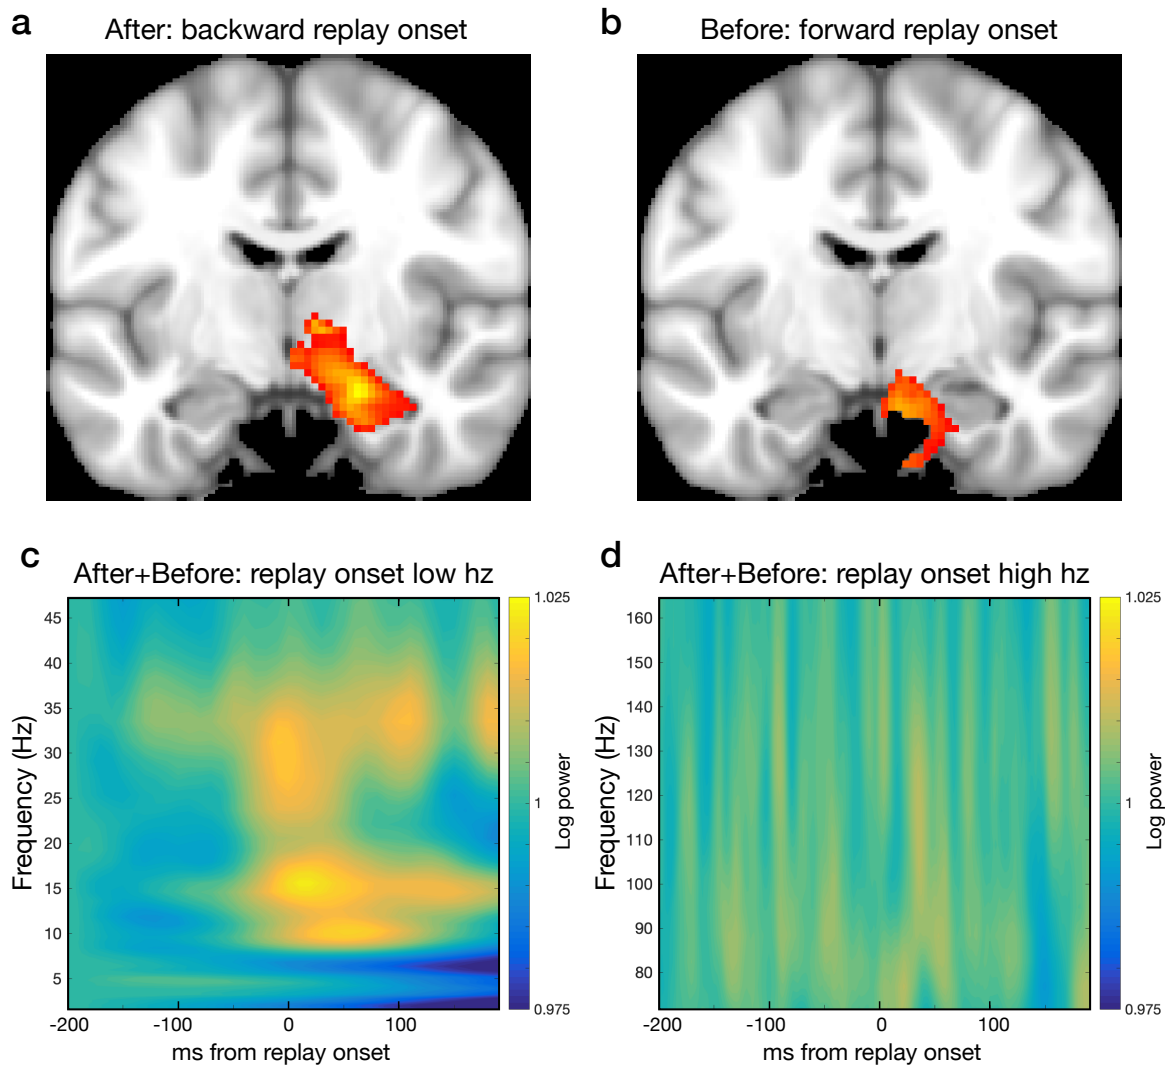 a
After: backward replay onset
b
Before: forward replay onset
c
After+Before: replay onset low hz
Frequency (Hz)
45
40
35
30
25
20
15
10
5
-200
-100
0
100
ms from replay onset
1.025
1
0.975
Log power
d
After+Before: replay onset high hz
Frequency (Hz)
160
150
140
130
120
110
100
90
80
-200
-100
0
100
ms from replay onset
1.025
1
0.975
Log power